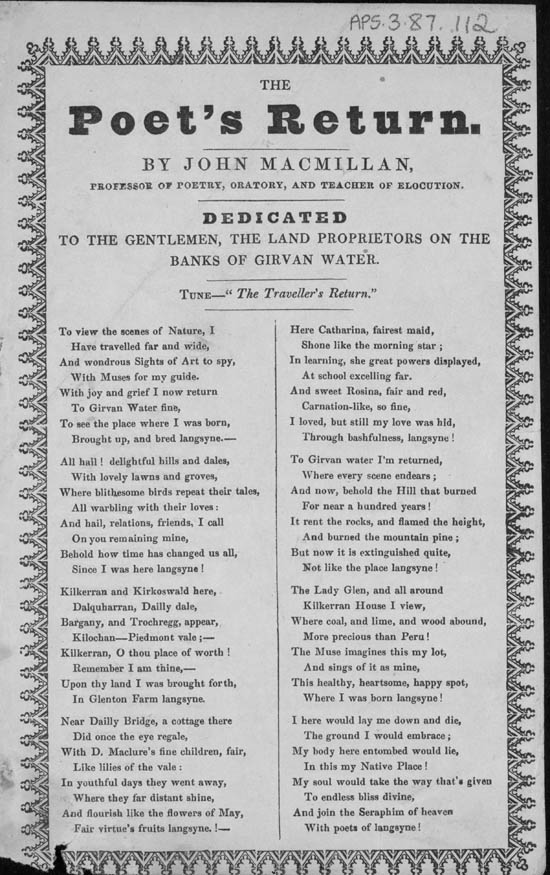 APS.3.87.112
THE
Poet's Return.
BY JOHN MACMILLAN,
PROFESSOR OF POETRY, ORATORY, AND TEACHER OF ELOCUTION.
DEDICATED
TO THE GENTLEMEN, THE LAND PROPRIETORS ON THE
BANKS OF GIRVAN WATER.
TUNE—“ The Traveller's Return.”
To view the scenes of Nature, I
Have travelled far and wide,
And wondrous Sights of Art to spy,
With Muses for my guide.
With joy and grief I now return
To Girvan Water fine,
To see the place where I was born,
Brought up, and bred langsyne.—
All hail ! delightful hills and dales,
With lovely lawns and groves,
Where blithesome birds repeat their tales,
All warbling with their loves :
And hail, relations, friends, I call
On you remaining mine,
Behold how time has changed us all,
Since I was here langsyne !
Kilkerran and Kirkoswald here,
Dalquharran, Dailly dale,
Bargany, and Trochregg, appear,
Kilochan—Piedmont vale ;—
Kilkerran, O thou place of worth !
Remember I am thine,—
Upon thy land I was brought forth,
In Glenton Farm langsyne.
Near Dailly Bridge, a cottage there
Did once the eye regale,
With D. Maclure's fine children, fair,
Like lilies of the vale :
In youthful days they went away,
Where they far distant shine,
And flourish like the flowers of May,
Fair virtue's fruits langsyne. !—
Here Catharina, fairest maid,
Shone like the morning star ;
In learning, she great powers displayed,
At school excelling far.
And sweet Rosina, fair and red,
Carnation-like, so fine,
I loved, but still my love was hid,
Through bashfulness, langsyne !
To Girvan water I'm returned,
Where every scene endears ;
And now, behold the Hill that burned
For near a hundred years !
It rent the rocks, and flamed the height,
And burned the mountain pine ;
But now it is extinguished quite,
Not like the place langsyne !
The Lady Glen, and all around
Kilkerran House I view,
Where coal, and lime, and wood abound,
More precious than Peru !
The Muse imagines this my lot,
And sings of it as mine,
This healthy, heartsome, happy spot,
Where I was born langsyne !
I here would lay me down and die,
The ground I would embrace ;
My body here entombed would lie,
In this my Native Place !
My soul would take the way that's given
To endless bliss divine,
And join the Seraphim of heaven
With poets of langsyne !